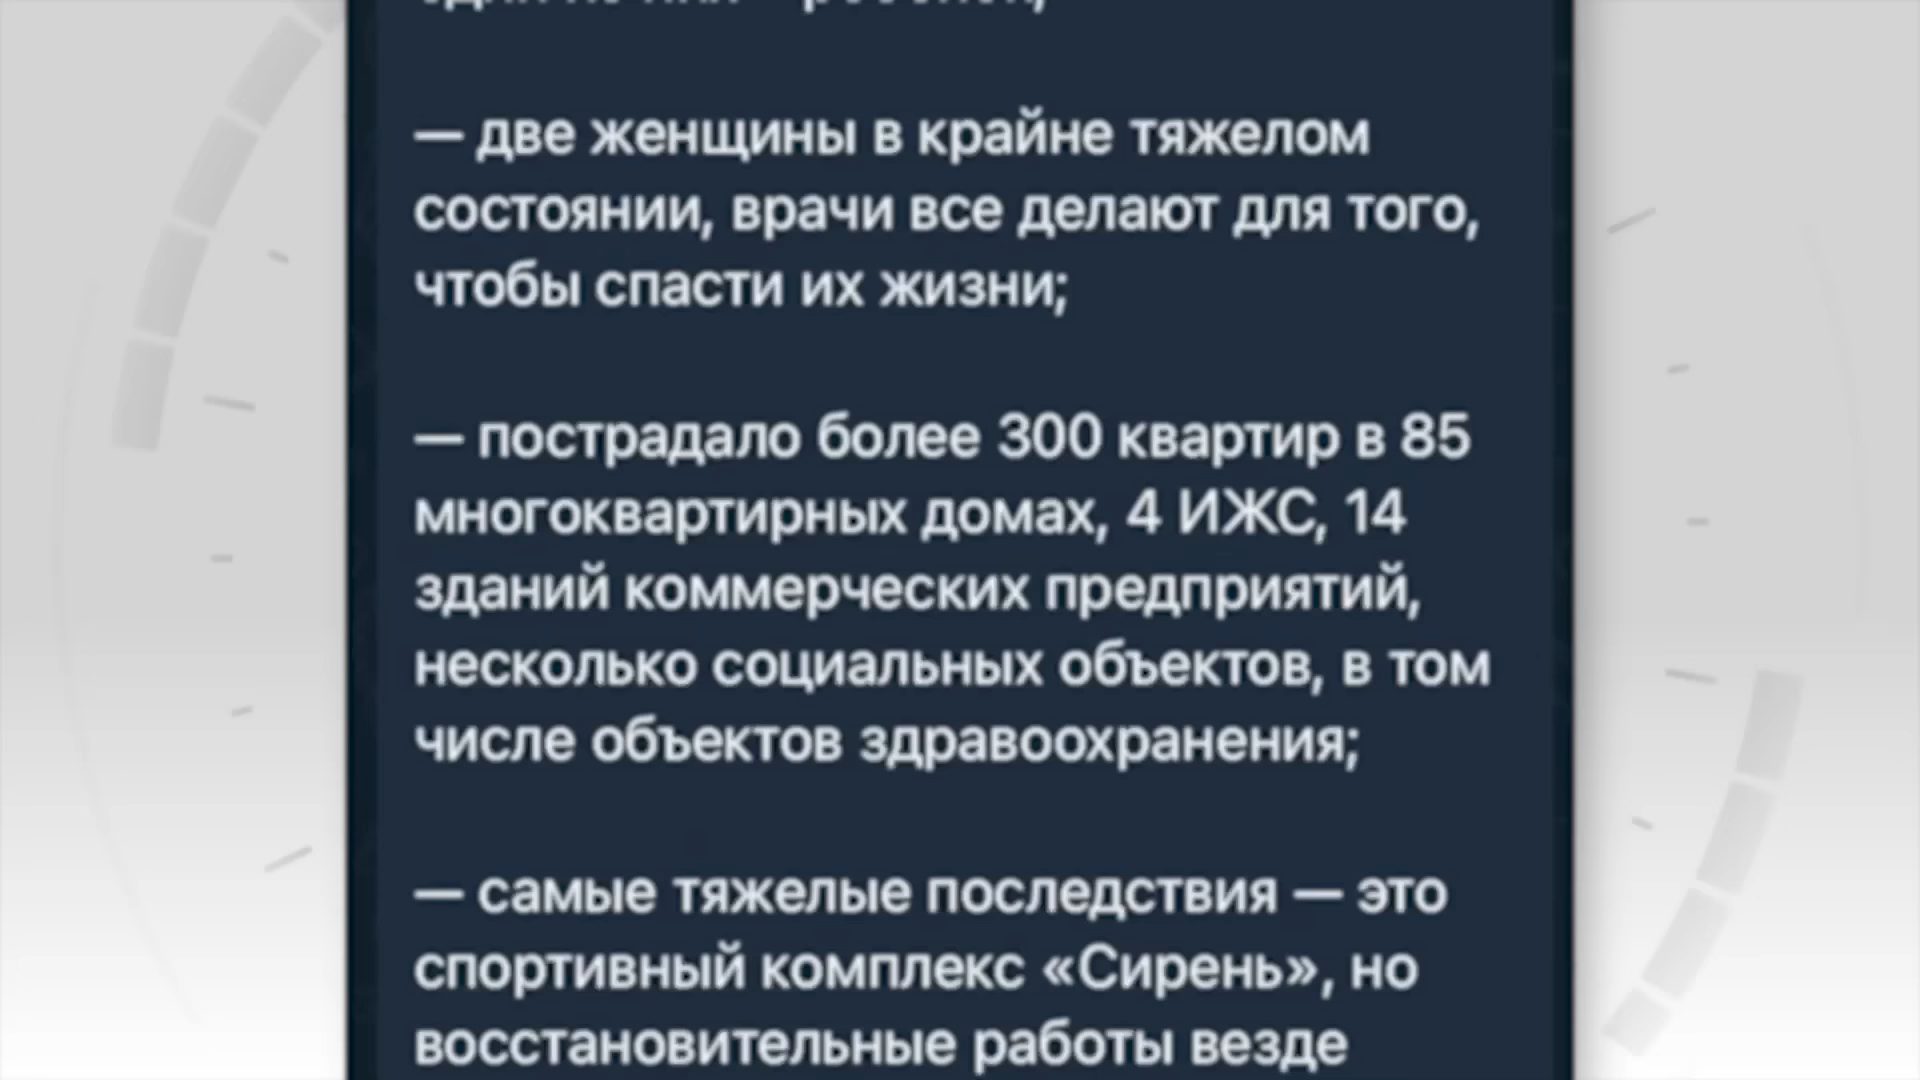 — две женщины в крайне тяжелом
состоянии, врачи все делают для того,
чтобы спасти их жизни;
— пострадало более 300 квартир в 85
многоквартирных домах, 4 ИЖС, 14
зданий коммерческих предприятий,
несколько социальных объектов, в том
числе объектов здравоохранения;
— самые тяжелые последствия — это
спортивный комплекс «Сирень», но
восстановительные работы везде